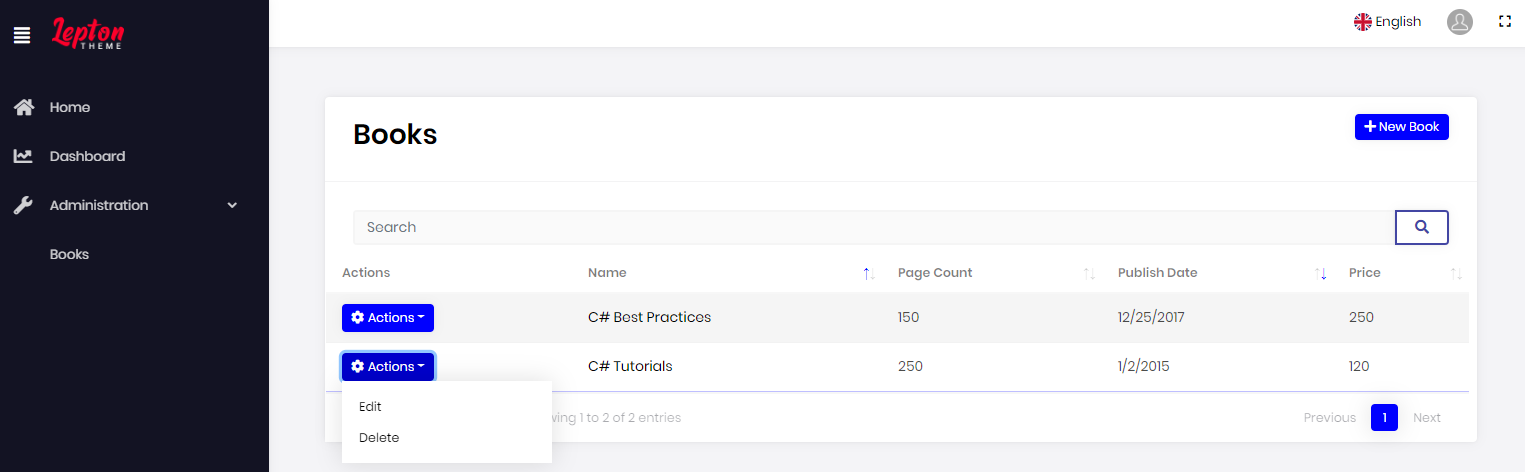 Lepton
THEME
English
Home
Dashboard
Administration
Books
Books
New Book
Search
Actions Name Page Count Publish Date Price
Actions C# Best Practices 150 12/25/2017 250
Actions C# Tutorials 250 1/2/2015 120
Edit
Delete
wing 1 to 2 of 2 entries
Previous 1 Next